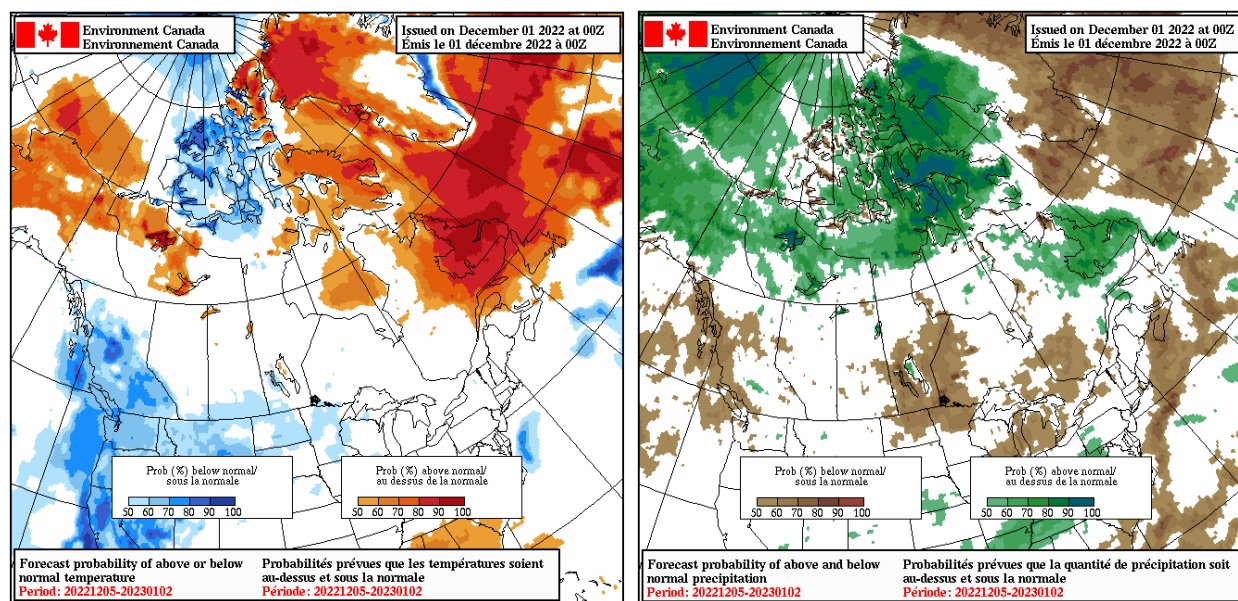 Environment Canada
Environnement Canada
Issued on December 01 2022 at 00Z
Émis le 01 décembre 2022 à 00Z
Prob (%) below normal/
sous la normale
50 60 70 80 90 100
Prob (%) above normal/
au dessus de la normale
50 60 70 80 90 100
Forecast probability of above or below
normal temperature
Period: 20221205-20230102
Probabilités prévues que les températures soient
au-dessus et sous la normale
Période: 20221205-20230102
Environment Canada
Environnement Canada
Issued on December 01 2022 at 00Z
Émis le 01 décembre 2022 à 00Z
Prob (%) below normal/
sous la normale
50 60 70 80 90 100
Prob (%) above normal/
au dessus de la normale
50 60 70 80 90 100
Forecast probability of above and below
normal precipitation
Period: 20221205-20230102
Probabilités prévues que la quantité de précipitation soit
au-dessus et sous la normale
Période: 20221205-20230102